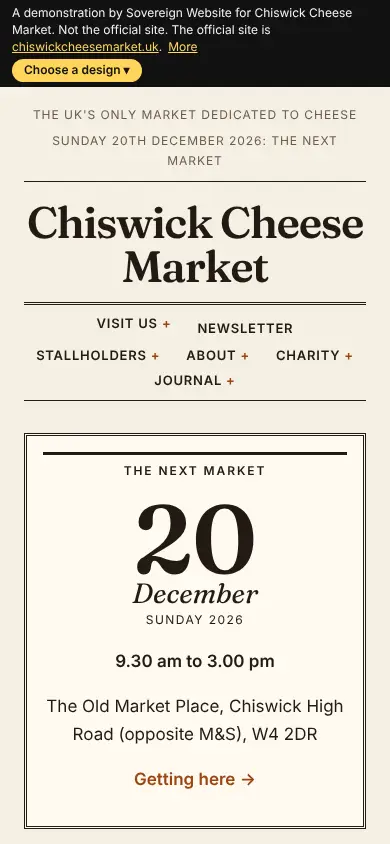 A demonstration by Sovereign Website for Chiswick Cheese
Market. Not the official site. The official site is
chiswickcheesemarket.uk. More
Choose a design ▾
THE UK'S ONLY MARKET DEDICATED TO CHEESE
SUNDAY 20TH DECEMBER 2026: THE NEXT
MARKET
Chiswick Cheese
Market
VISIT US + NEWSLETTER
STALLHOLDERS + ABOUT + CHARITY +
JOURNAL +
THE NEXT MARKET
20
December
SUNDAY 2026
9.30 am to 3.00 pm
The Old Market Place, Chiswick High
Road (opposite M&S), W4 2DR
Getting here →